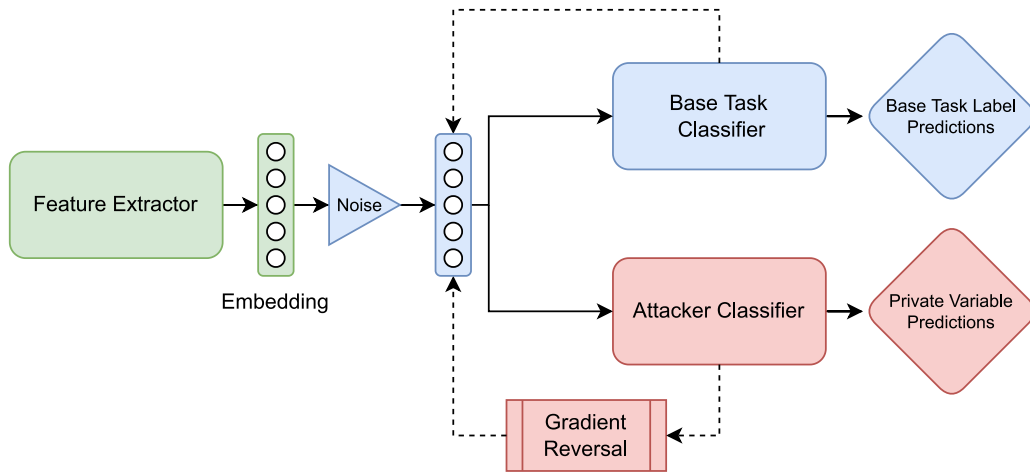 Feature Extractor
Embedding
Noise
Base Task
Classifier
Base Task Label
Predictions
Attacker Classifier
Private Variable
Predictions
Gradient
Reversal